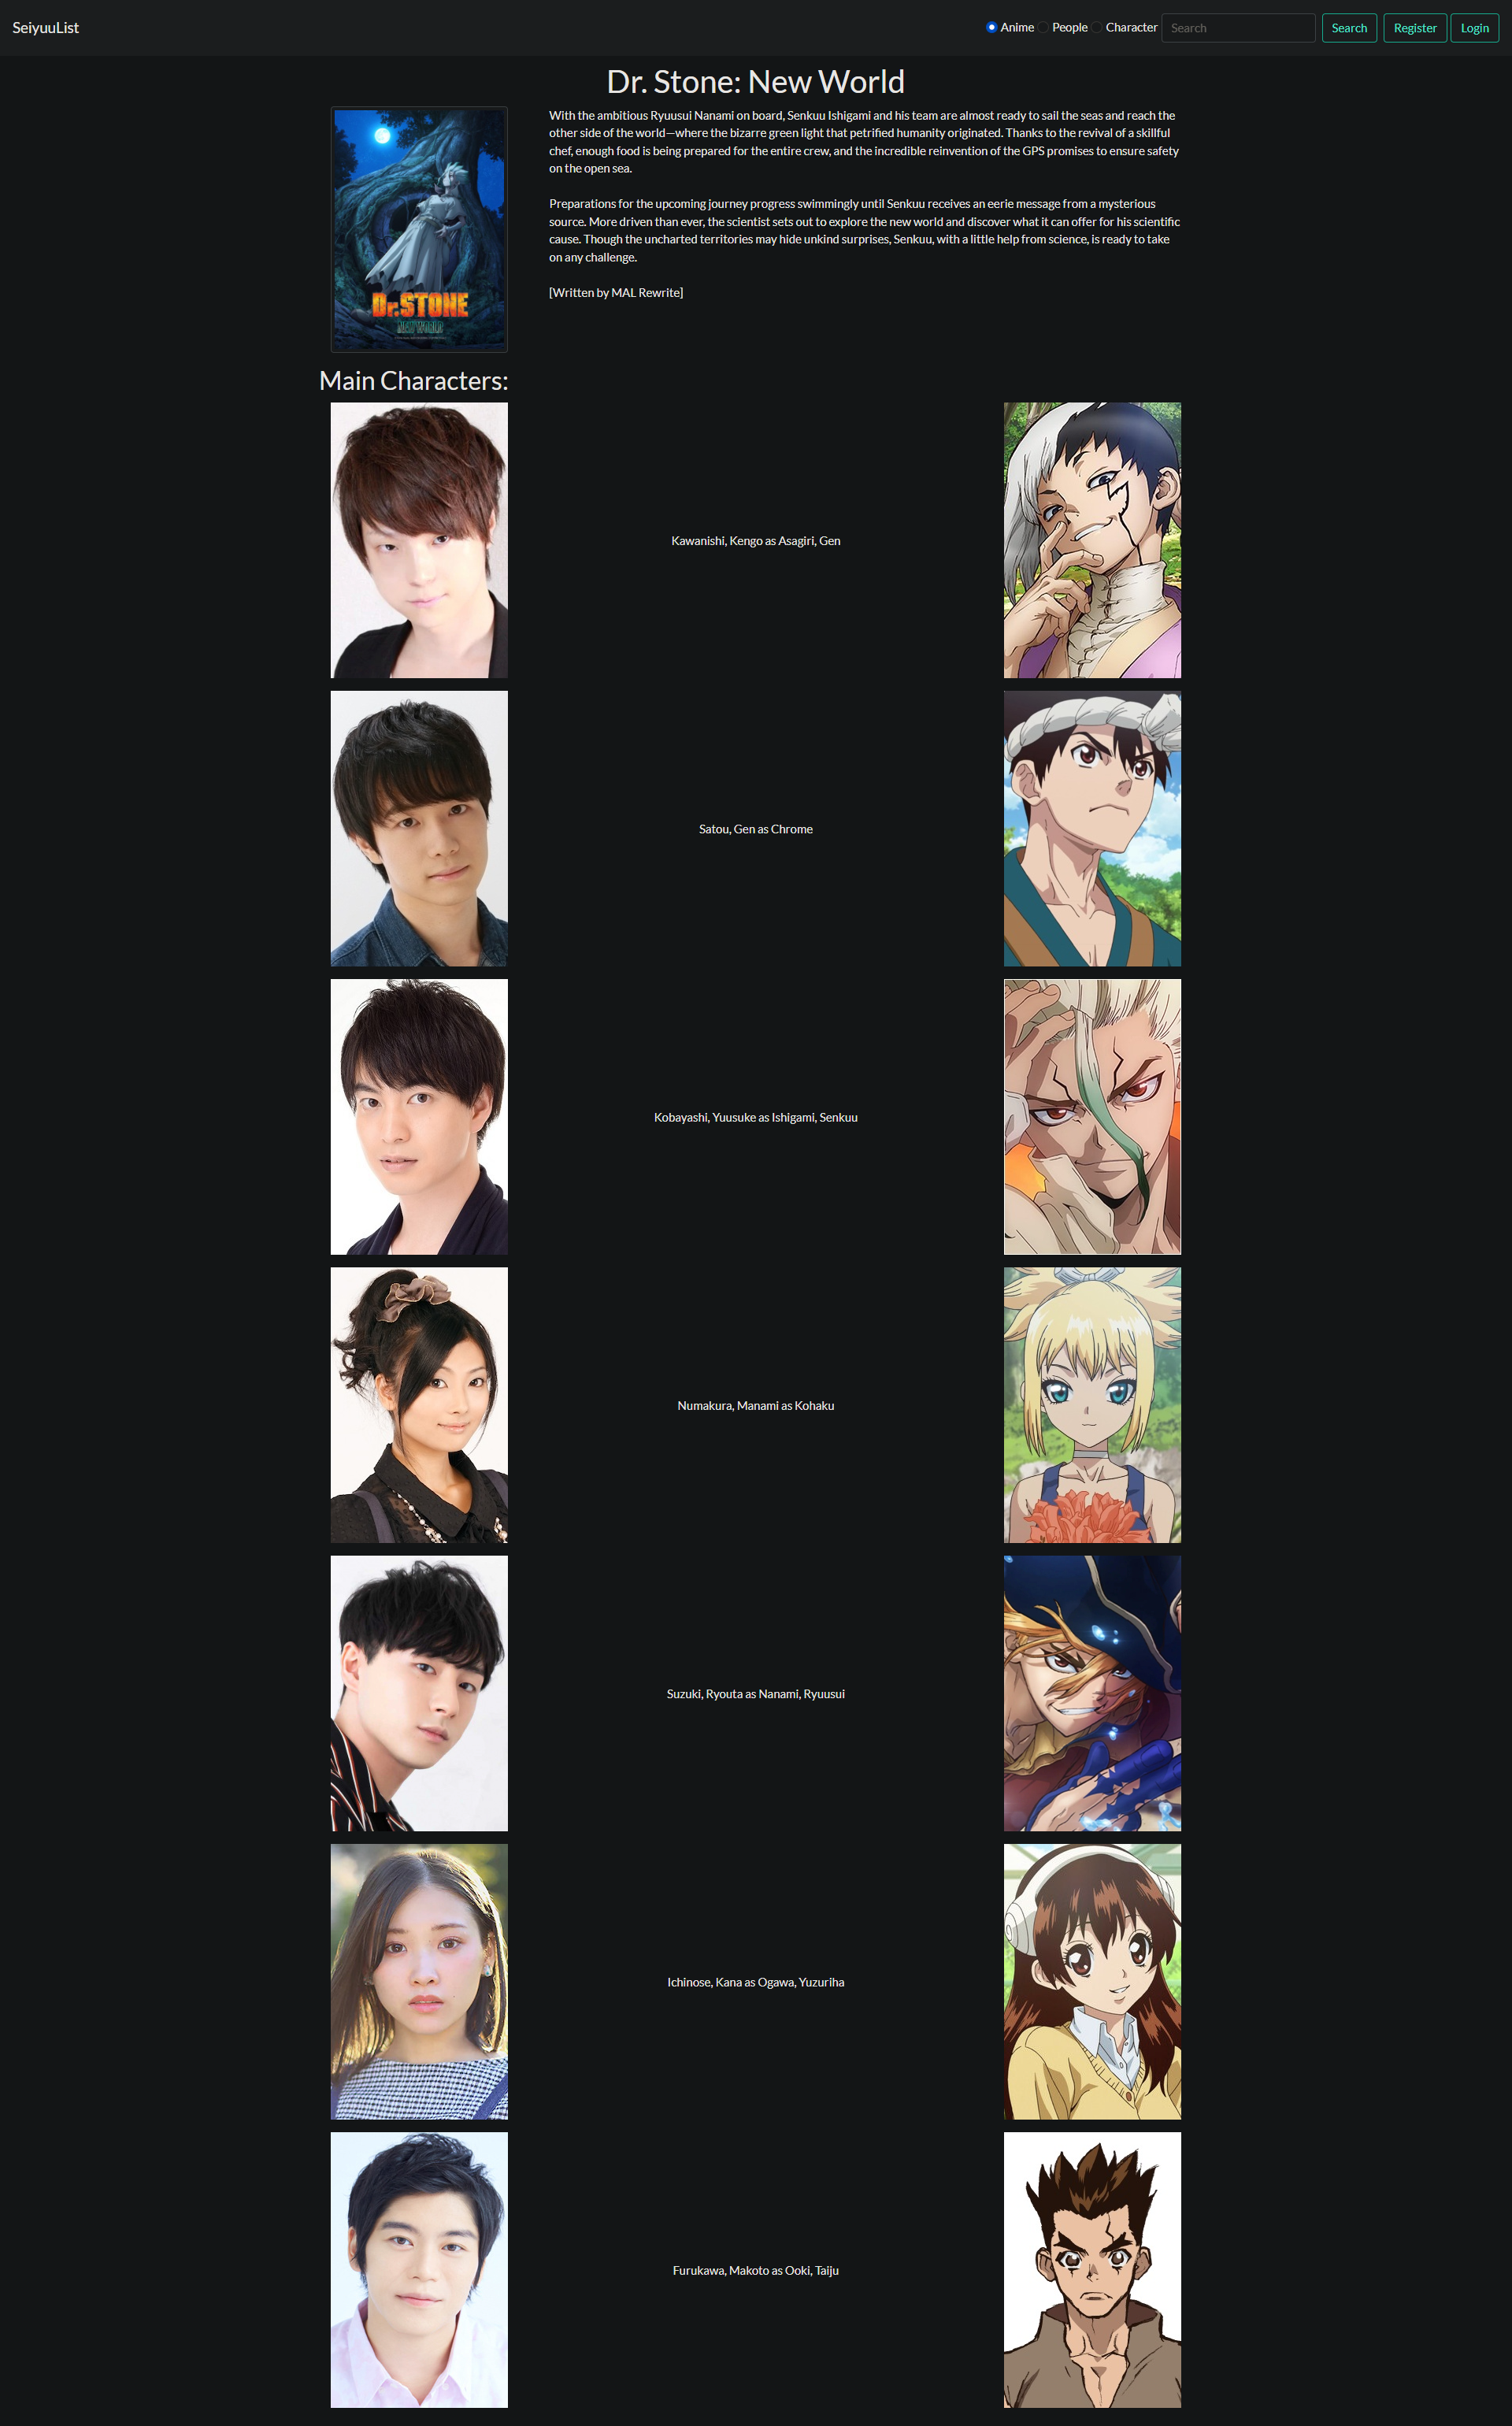 SeiyuuList
Anime People Character Search Search Register Login
Dr. Stone: New World
With the ambitious Ryuusui Nanami on board, Senkuu Ishigami and his team are almost ready to sail the seas and reach the
other side of the world—where the bizarre green light that petrified humanity originated. Thanks to the revival of a skillful
chef, enough food is being prepared for the entire crew, and the incredible reinvention of the GPS promises to ensure safety
on the open sea.
Preparations for the upcoming journey progress swimmingly until Senkuu receives an eerie message from a mysterious
source. More driven than ever, the scientist sets out to explore the new world and discover what it can offer for his scientific
cause. Though the uncharted territories may hide unkind surprises, Senkuu, with a little help from science, is ready to take
on any challenge.
[Written by MAL Rewrite]
Dr.STONE
NEW WORLD
Main Characters:
Kawanishi, Kengo as Asagiri, Gen
Satou, Gen as Chrome
Kobayashi, Yuusuke as Ishigami, Senkuu
Numakura, Manami as Kohaku
Suzuki, Ryouta as Nanami, Ryuusui
Ichinose, Kana as Ogawa, Yuzuriha
Furukawa, Makoto as Ooki, Taiju